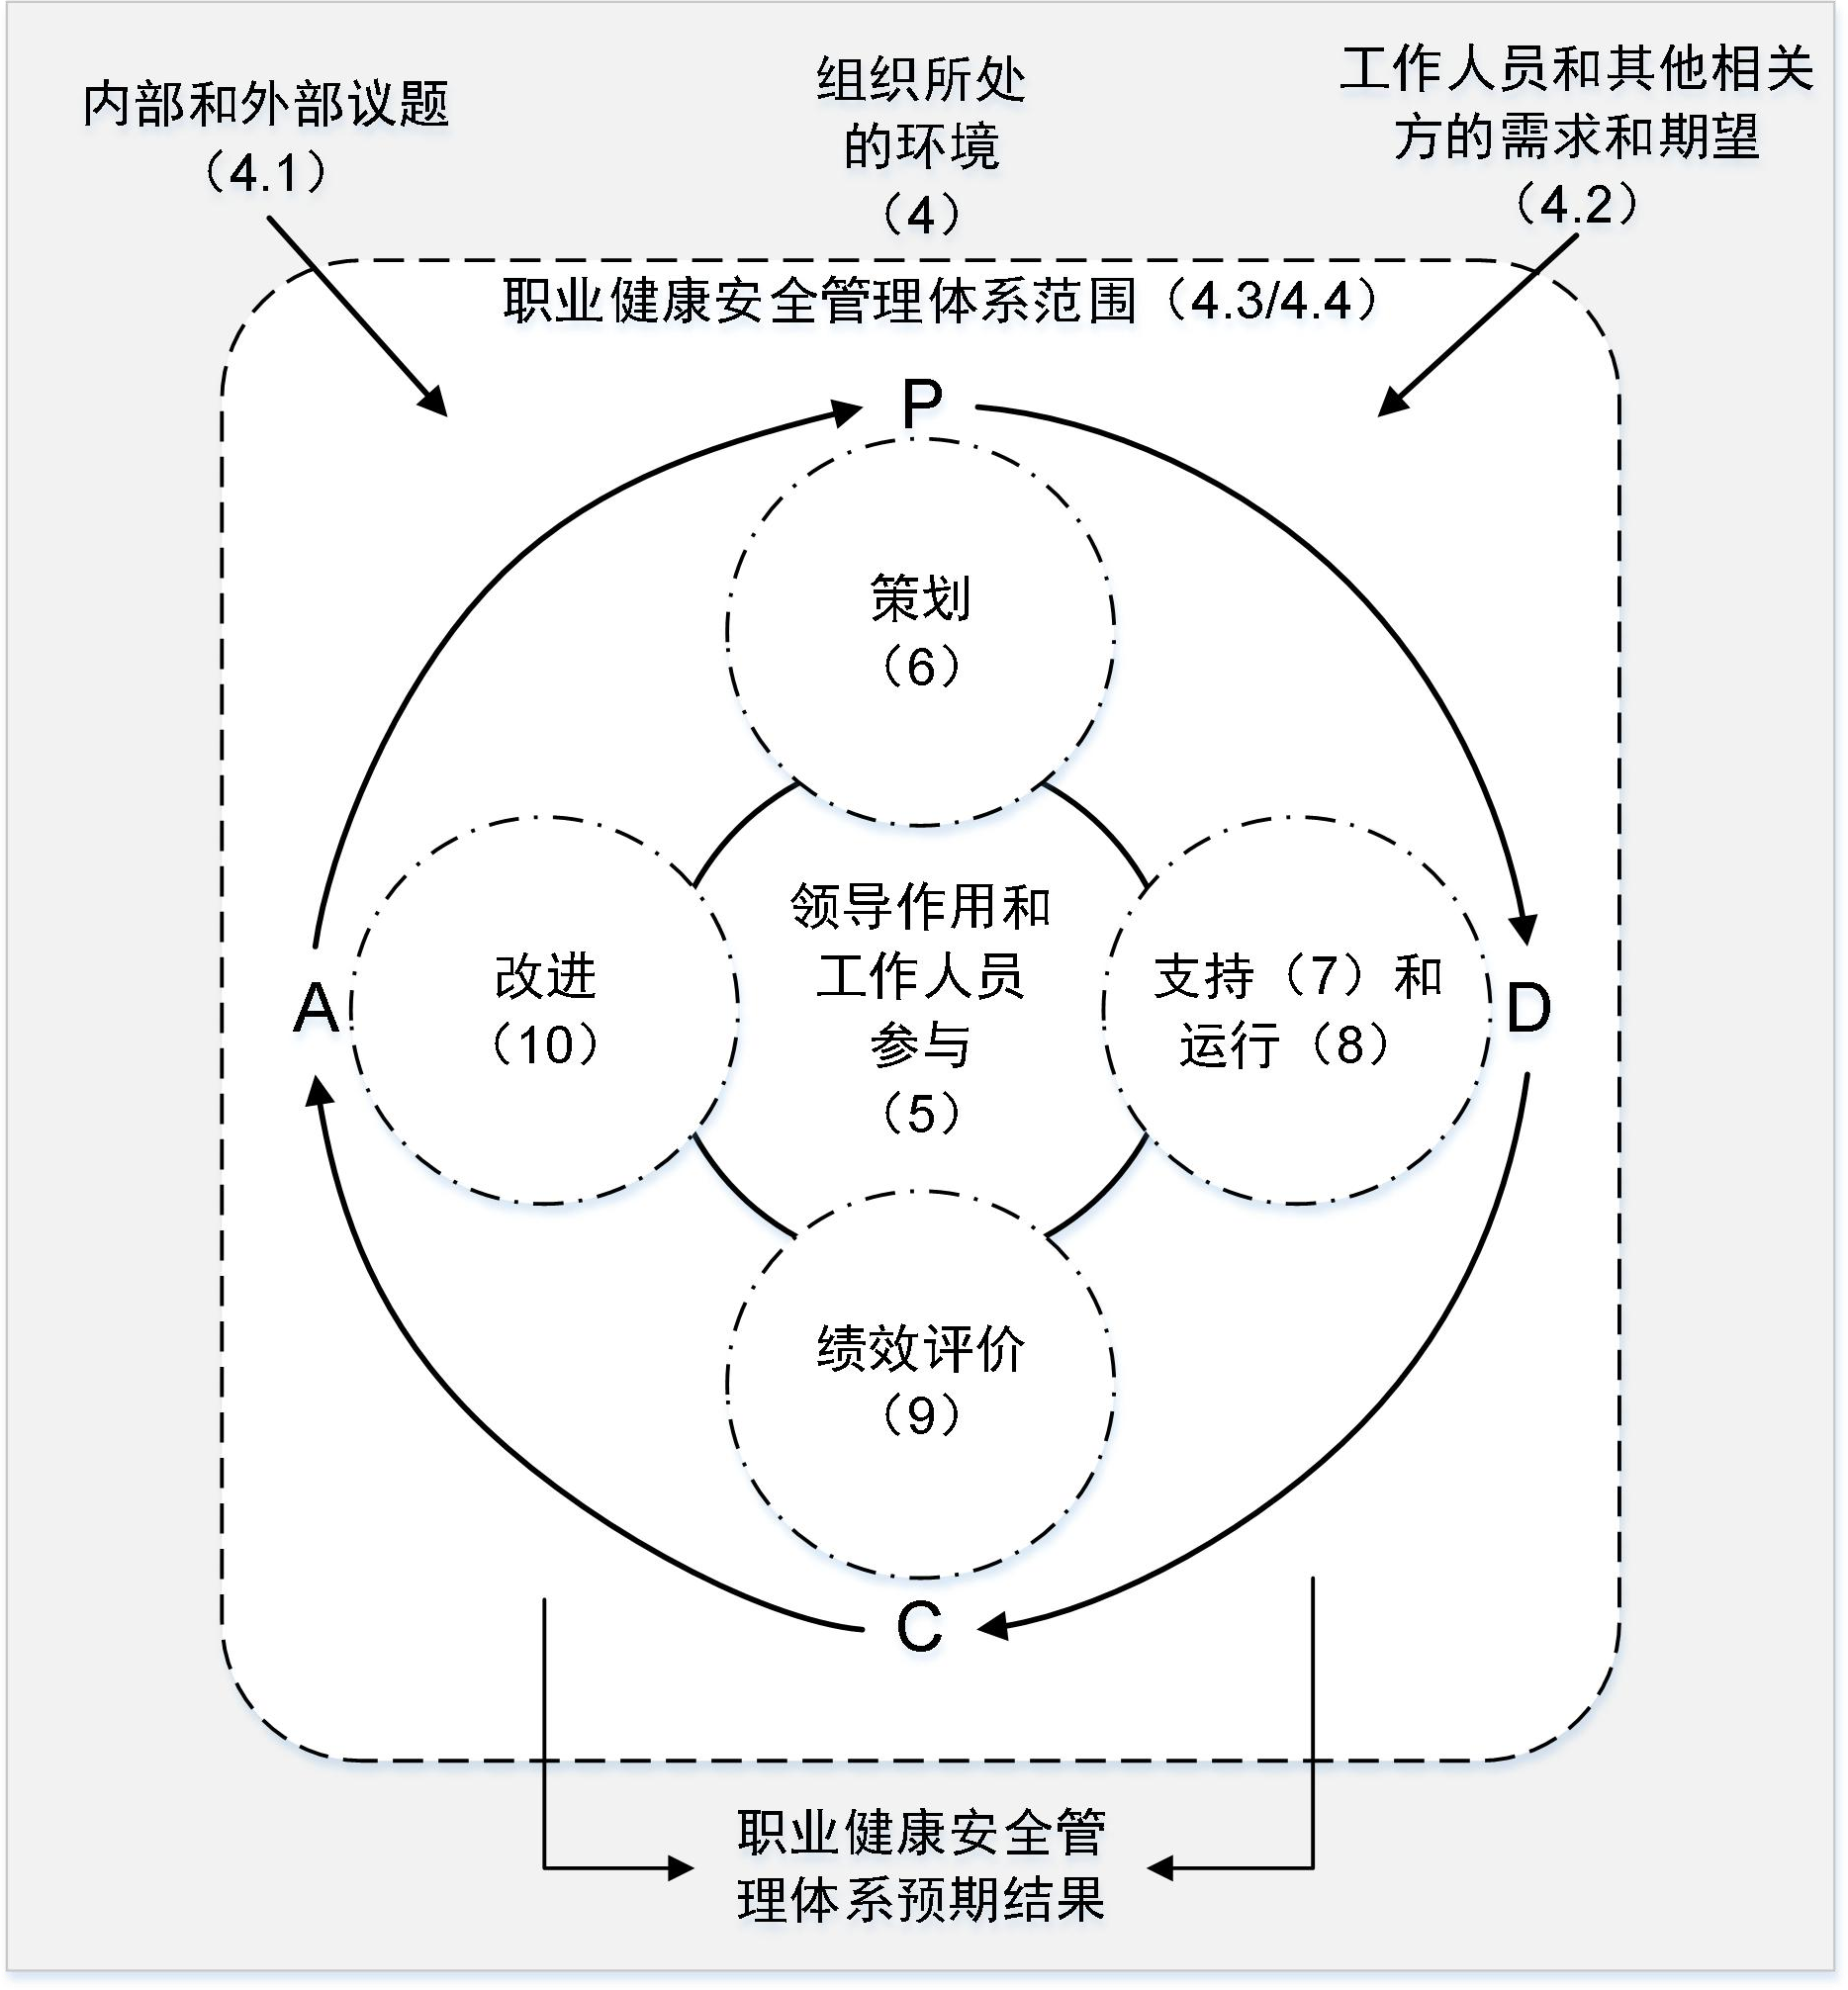 内部和外部议题
（4.1）
组织所处
的环境
（4）
工作人员和其他相关
方的需求和期望
（4.2）
职业健康安全管理体系范围（4.3/4.4）
P
策划
（6）
A
改进
（10）
领导作用和
工作人员
参与
（5）
支持（7）和
运行（8）
D
绩效评价
（9）
C
职业健康安全管
理体系预期结果